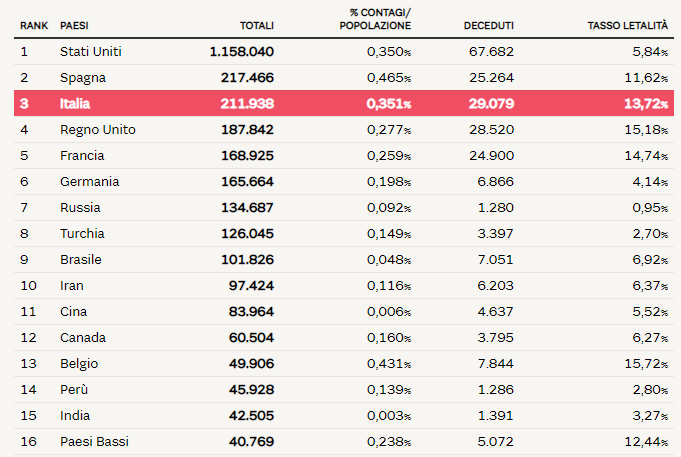 % CONTAGI/
RANK PAESI TOTALI POPOLAZIONE DECEDUTI TASSO LETALITÀ
1 Stati Uniti 1.158.040 0,350% 67.682 5,84%
2 Spagna 217.466 0,465% 25.264 11,62%
3 Italia 211.938 0,351% 29.079 13,72%
4 Regno Unito 187.842 0,277% 28.520 15,18%
5 Francia 168.925 0,259% 24.900 14,74%
6 Germania 165.664 0,198% 6.866 4,14%
7 Russia 134.687 0,092% 1.280 0,95%
8 Turchia 126.045 0,149% 3.397 2,70%
9 Brasile 101.826 0,048% 7.051 6,92%
10 Iran 97.424 0,116% 6.203 6,37%
11 Cina 83.964 0,006% 4.637 5,52%
12 Canada 60.504 0,160% 3.795 6,27%
13 Belgio 49.906 0,431% 7.844 15,72%
14 Perù 45.928 0,139% 1.286 2,80%
15 India 42.505 0,003% 1.391 3,27%
16 Paesi Bassi 40.769 0,238% 5.072 12,44%